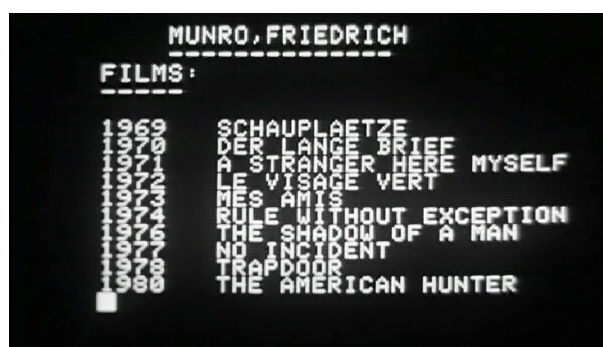 MUNRO,FRIEDRICH
FILMS:
1969 SCHAUPLAETZE
1970 DER LANGE BRIEF
1971 A STRANGER HERE MYSELF
1972 LE VISAGE VERT
1973 MES AMIS
1974 RULE WITHOUT EXCEPTION
1976 THE SHADOW OF A MAN
1977 NO INCIDENT
1978 TRAPDOOR
1980 THE AMERICAN HUNTER